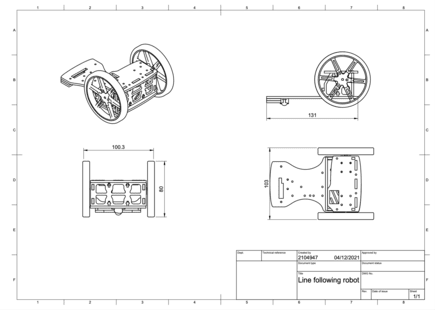 1 2 3 4 5 6 7 8
A A
B B
C C
D D
E E
F F
131
100.3
80
103
Dept. Technical reference Created by Approved by
2104947 04/12/2021
Document type Document status
Title DWG No.
Line following robot
Rev. Date of issue Sheet
1/1
1 2 3 4 5 6 7 8